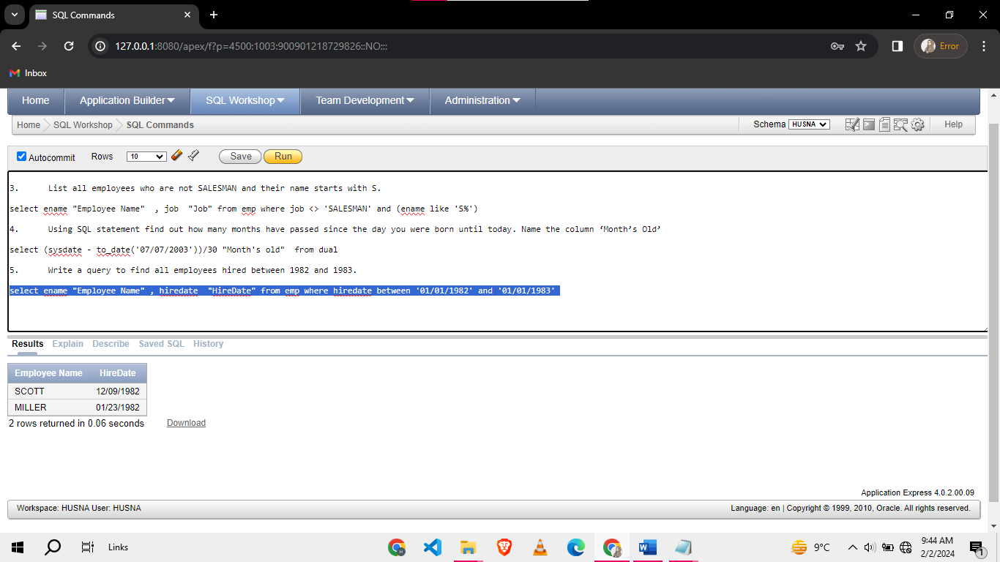 SQL Commands
127.0.0.1:8080/apex/f?p=4500:1003:900901218729826::NO:::
Error
Inbox
Home Application Builder SQL Workshop Team Development Administration
Home SQL Workshop SQL Commands Schema HUSNA Help
Autocommit Rows 10 Save Run
3. List all employees who are not SALESMAN and their name starts with S.
select ename "Employee Name" , job "Job" from emp where job <> 'SALESMAN' and (ename like 'S%')
4. Using SQL statement find out how many months have passed since the day you were born until today. Name the column ‘Month’s Old’
select (sysdate - to_date('07/07/2003'))/30 "Month's old" from dual
5. Write a query to find all employees hired between 1982 and 1983.
select ename "Employee Name" , hiredate "HireDate" from emp where hiredate between '01/01/1982' and '01/01/1983'
Results Explain Describe Saved SQL History
Employee Name HireDate
SCOTT 12/09/1982
MILLER 01/23/1982
2 rows returned in 0.06 seconds Download
Application Express 4.0.2.00.09
Workspace: HUSNA User: HUSNA Language: en | Copyright © 1999, 2010, Oracle. All rights reserved.
Links 9°C 9:44 AM
2/2/2024 1